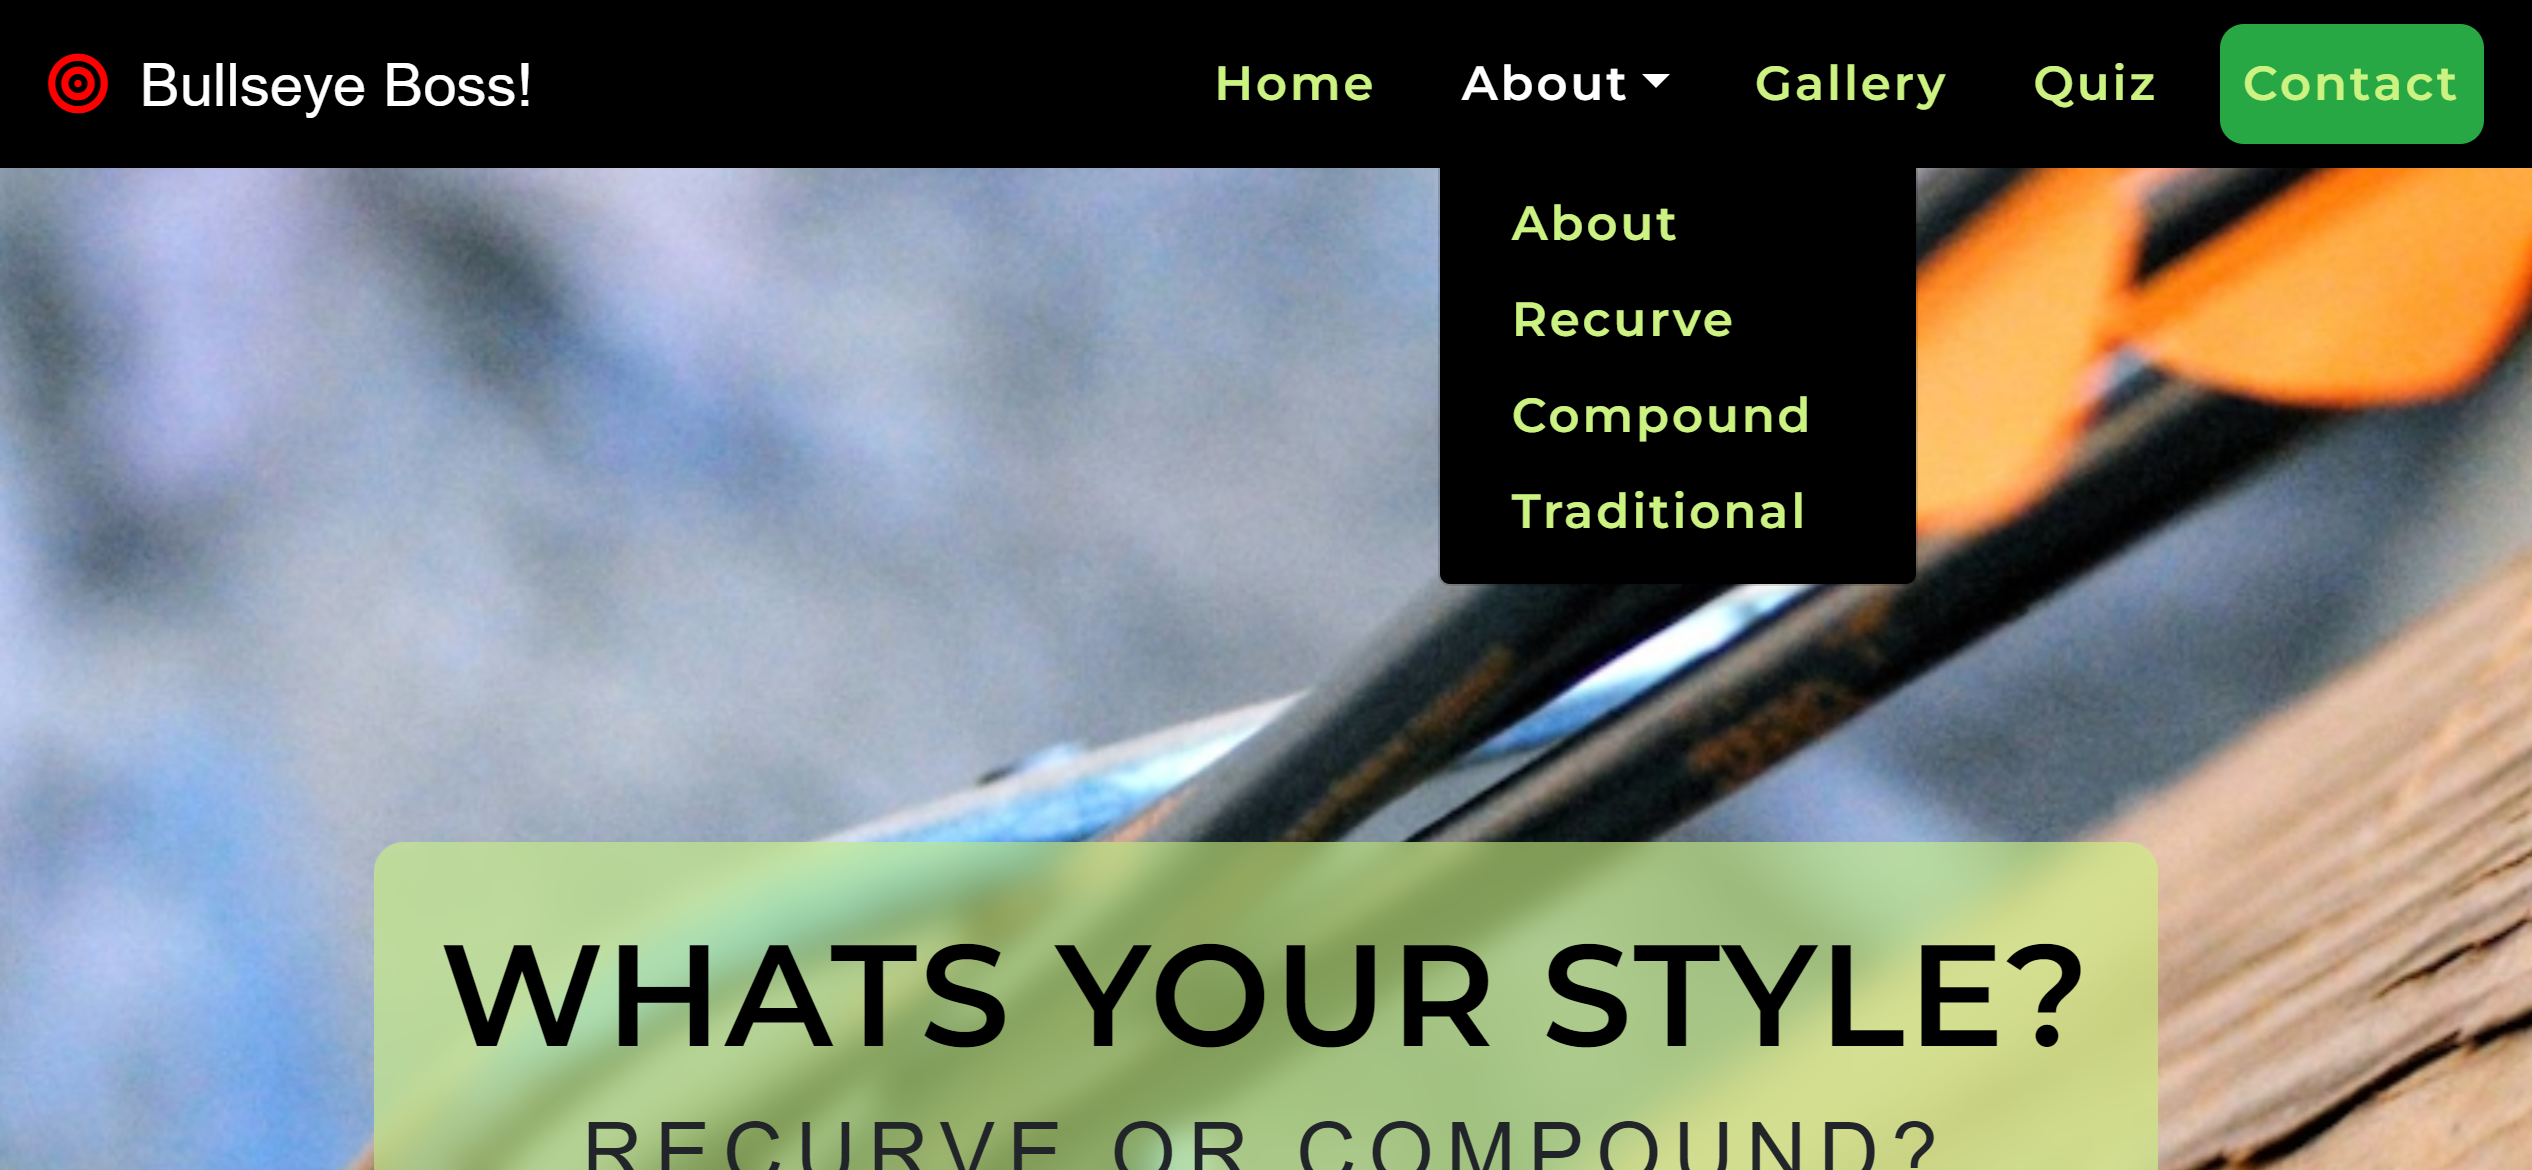 Bullseye Boss! Home About Gallery Quiz Contact
About
Recurve
Compound
Traditional
WHATS YOUR STYLE?
RECURVE OR COMPOUND?